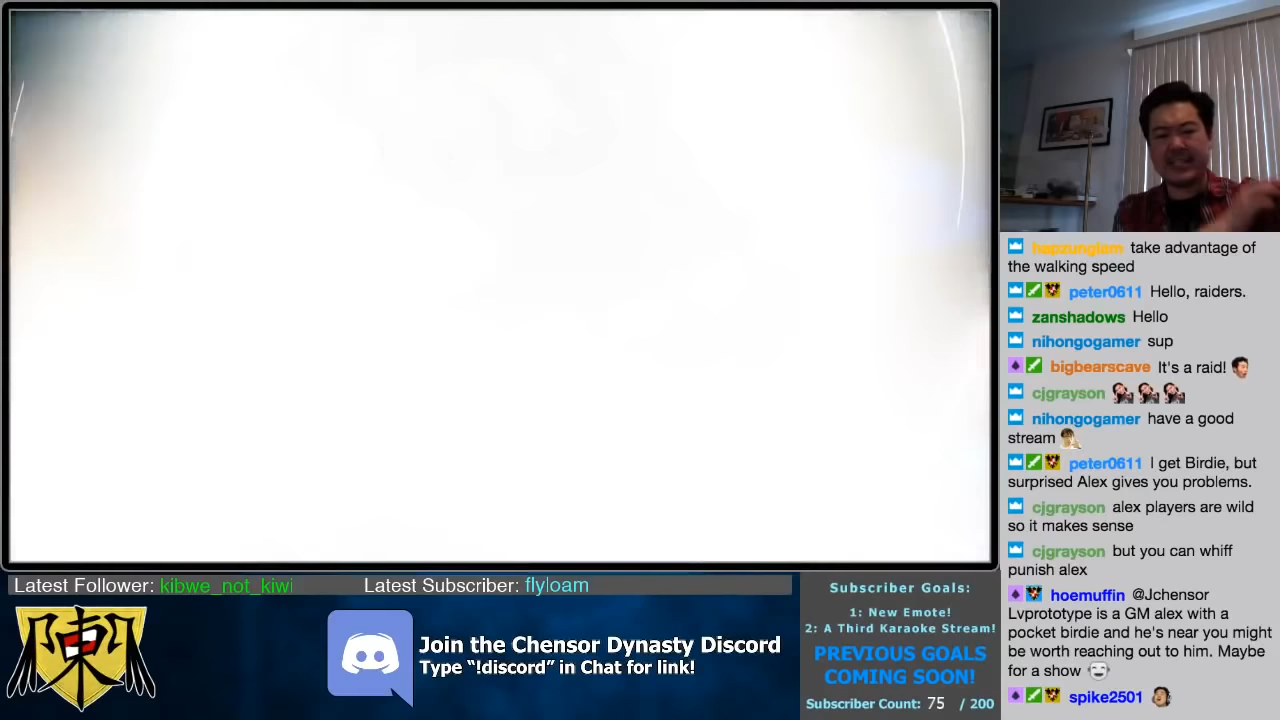 hapzunglam take advantage of
the walking speed
peter0611 Hello, raiders.
zanshadows Hello
nihongogamer sup
bigbearscave It's a raid!
cjgrayson
nihongogamer have a good
stream
peter0611 I get Birdie, but
surprised Alex gives you problems.
cjgrayson alex players are wild
so it makes sense
cjgrayson but you can whiff
punish alex
hoemuffin @Jchensor
Lvprototype is a GM alex with a
pocket birdie and he's near you might
be worth reaching out to him. Maybe
for a show
spike2501
Latest Follower: kibwe_not_kiwi
Latest Subscriber: flyloam
Join the Chensor Dynasty Discord
Type "!discord" in Chat for link!
Subscriber Goals:
1: New Emote!
2: A Third Karaoke Stream!
PREVIOUS GOALS
COMING SOON!
Subscriber Count: 75 / 200